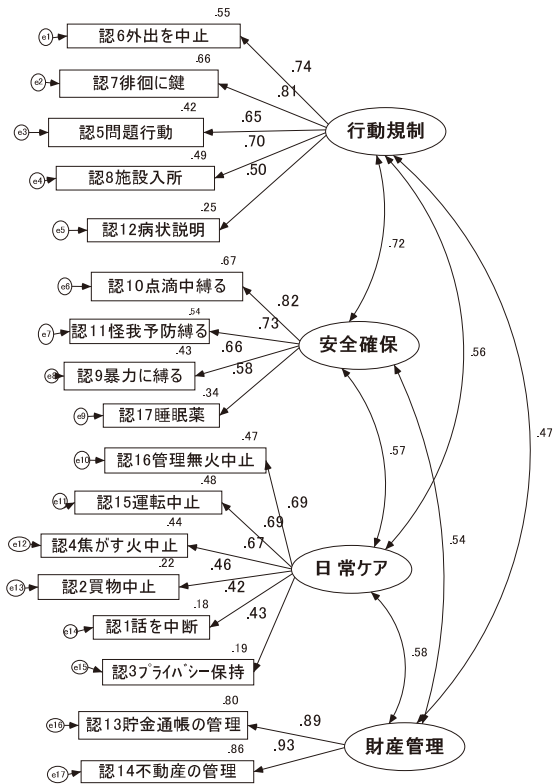 .55
e1
認6外出を中止
.74
.66
e2
認7徘徊に鍵
.81
.42
e3
認5問題行動
.65
行動規制
.70
.49
e4
認8施設入所
.50
.25
e5
認12病状説明
.72
.67
e6
認10点滴中縛る
.82
.54
e7
認11怪我予防縛る
.73
安全確保
.43
.66
e8
認9暴力に縛る
.58
.34
e9
認17睡眠薬
.56
.47
.47
e10
認16管理無火中止
.57
.48
.69
e11
認15運転中止
.69
.44
e12
認4焦がす火中止
.67
.54
.22
.46
日常ケア
e13
認2買物中止
.42
.18
e14
認1話を中断
.43
.19
e15
認3プライバシー保持
.58
.80
e16
認13貯金通帳の管理
.89
財産管理
.86
.93
e17
認14不動産の管理